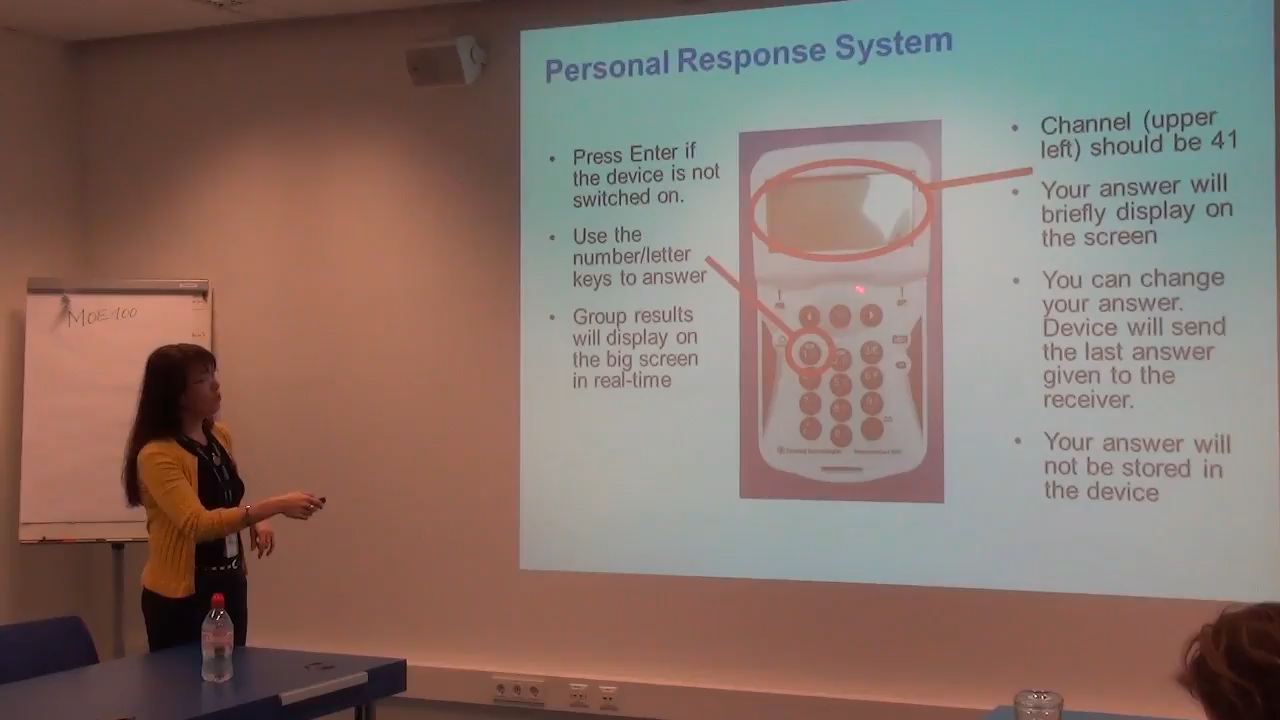 Personal Response System
• Press Enter if
the device is not
switched on.
• Use the
number/letter
keys to answer
• Group results
will display on
the big screen
in real-time
• Channel (upper
left) should be 41
• Your answer will
briefly display on
the screen
• You can change
your answer.
Device will send
the last answer
given to the
receiver.
• Your answer will
not be stored in
the device
MOE=100